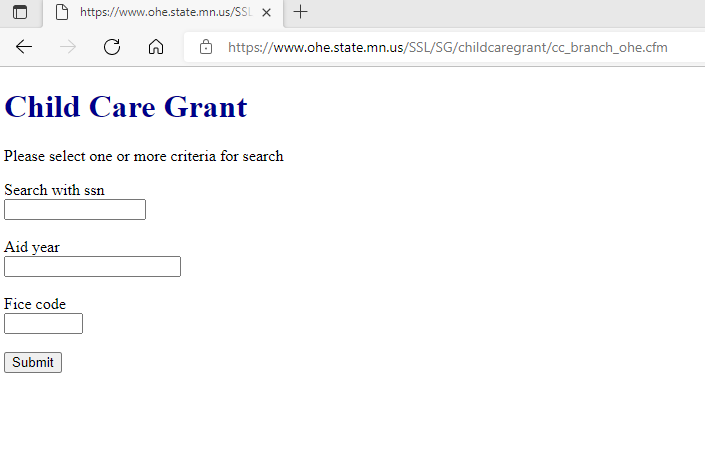 https://www.ohe.state.mn.us/SSL
https://www.ohe.state.mn.us/SSL/SG/childcaregrant/cc_branch_ohe.cfm
Child Care Grant
Please select one or more criteria for search
Search with ssn
Aid year
Fice code
Submit